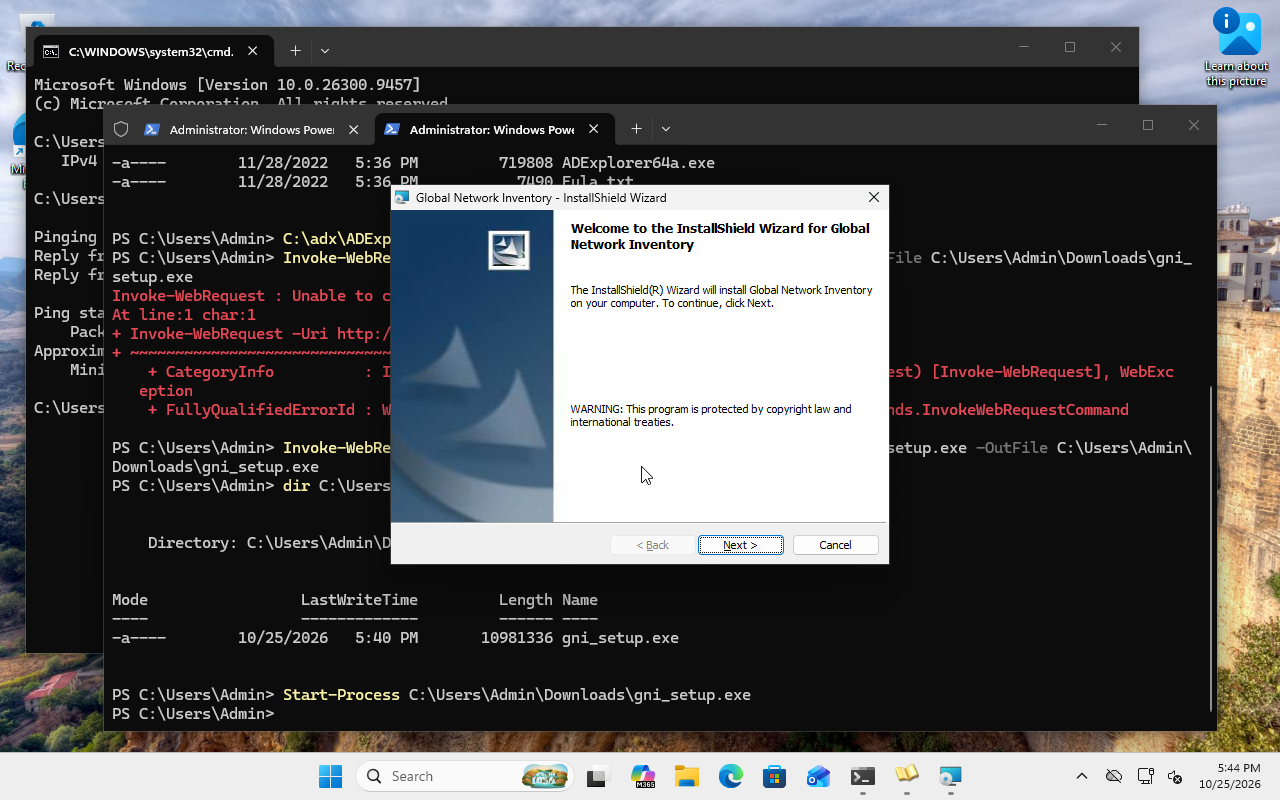 Learn about
this picture
C:\WINDOWS\system32\cmd.
Microsoft Windows [Version 10.0.26300.9457]
(c) Microsoft Corporation. All rights reserved
C:\Users
IPv4
C:\Users
Pinging
Reply fr
Reply fr
Ping sta
Pack
Approxim
Mini
C:\Users
Administrator: Windows Power
Administrator: Windows Powe
-a---- 11/28/2022 5:36 PM 719808 ADExplorer64a.exe
-a---- 11/28/2022 5:36 PM 7490 Eula.txt
PS C:\Users\Admin> C:\adx\ADExp
PS C:\Users\Admin> Invoke-WebRe
File C:\Users\Admin\Downloads\gni_
setup.exe
Invoke-WebRequest : Unable to c
At line:1 char:1
+ Invoke-WebRequest -Uri http:/
+ ~~~~~~~~~~~~~~~~~~~~~~~~~~~~~
+ CategoryInfo : I
est) [Invoke-WebRequest], WebExc
eption
+ FullyQualifiedErrorId : W
nds.InvokeWebRequestCommand
PS C:\Users\Admin> Invoke-WebRe
setup.exe -OutFile C:\Users\Admin\
Downloads\gni_setup.exe
PS C:\Users\Admin> dir C:\Users
Directory: C:\Users\Admin\D
Mode LastWriteTime Length Name
---- ------------- ------ ----
-a---- 10/25/2026 5:40 PM 10981336 gni_setup.exe
PS C:\Users\Admin> Start-Process C:\Users\Admin\Downloads\gni_setup.exe
PS C:\Users\Admin>
Global Network Inventory - InstallShield Wizard
Welcome to the InstallShield Wizard for Global
Network Inventory
The InstallShield(R) Wizard will install Global Network Inventory
on your computer. To continue, click Next.
WARNING: This program is protected by copyright law and
international treaties.
< Back
Next >
Cancel
Search
M365
5:44 PM
10/25/2026